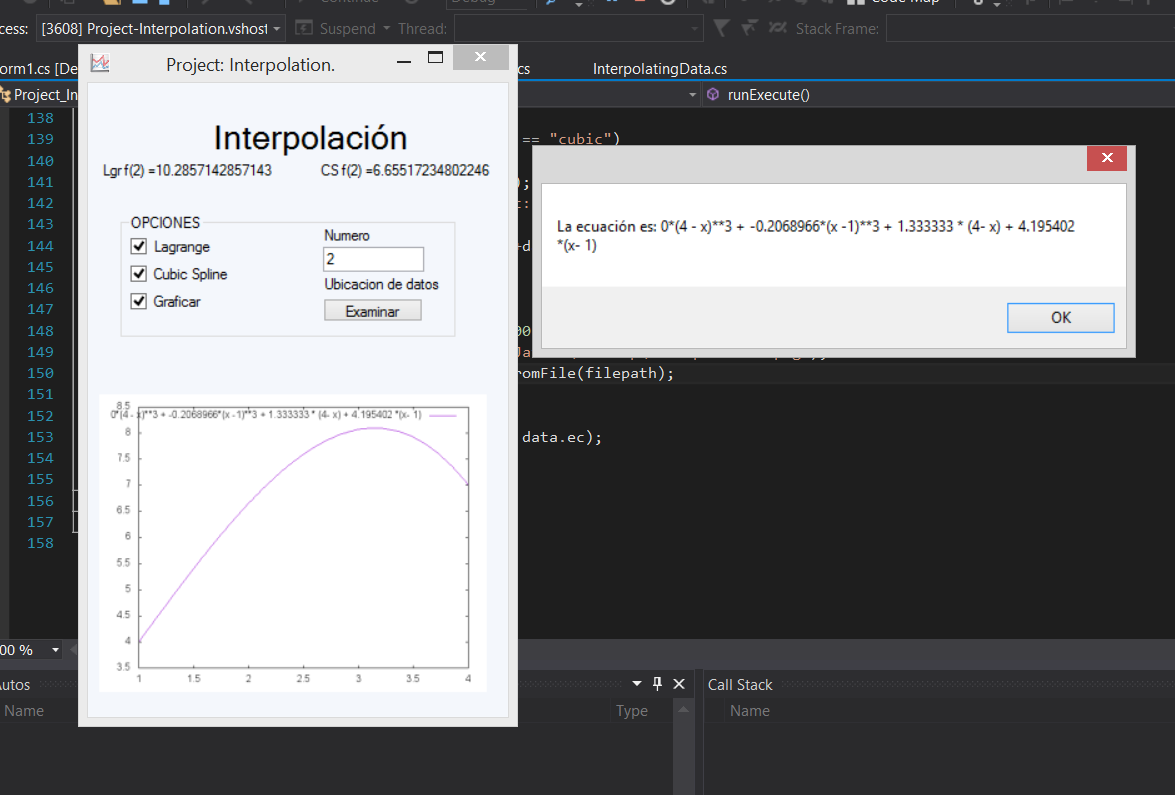 Continue
Debug
Code Map
cess:
[3608] Project-Interpolation.vshost
Suspend
Thread:
Stack Frame:
orm1.cs [De
cs
InterpolatingData.cs
Project_In
runExecute()
138
139
== "cubic")
140
141
);
142
t:
143
144
+d
145
146
147
148
00
149
150
romFile(filepath);
151
152
153
data.ec);
154
155
156
157
158
Project: Interpolation.
Interpolación
Lgr f(2) =10.2857142857143
CS f(2) =6.65517234802246
OPCIONES
Lagrange
Cubic Spline
Graficar
Numero
2
Ubicacion de datos
Examinar
0*(4 - x)**3 + -0.2068966*(x -1)**3 + 1.333333 * (4- x) + 4.195402 *(x- 1)
8.5
8
7.5
7
6.5
6
5.5
5
4.5
4
3.5
1
1.5
2
2.5
3
3.5
4
La ecuación es: 0*(4 - x)**3 + -0.2068966*(x -1)**3 + 1.333333 * (4- x) + 4.195402
*(x- 1)
OK
00 %
Autos
Name
Type
Call Stack
Name